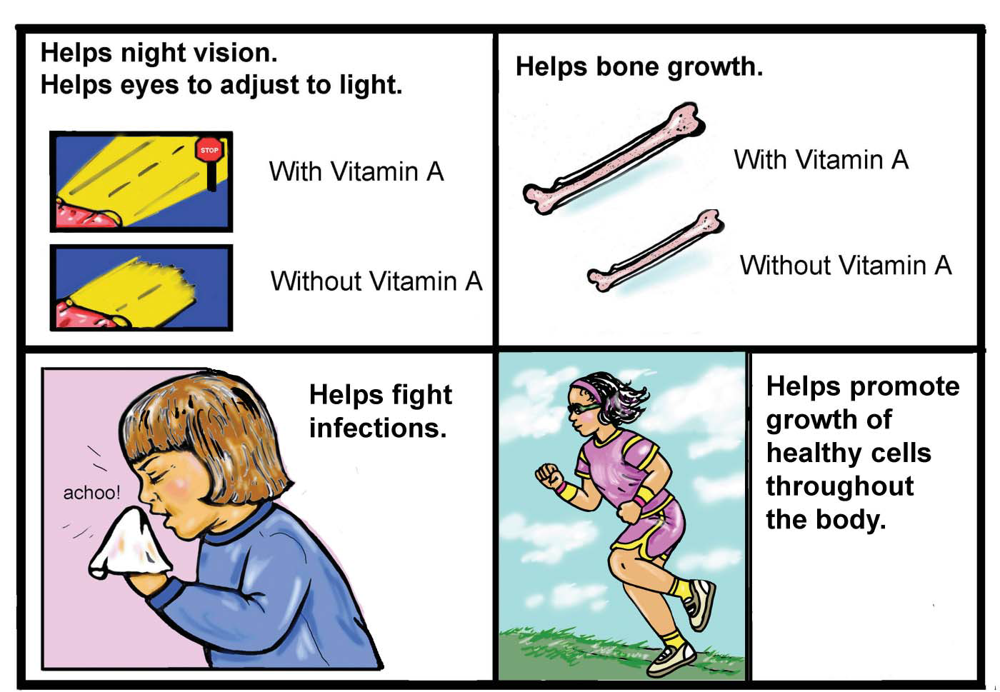 Helps night vision.
Helps eyes to adjust to light.
STOP
With Vitamin A
Without Vitamin A
Helps bone growth.
With Vitamin A
Without Vitamin A
achoo!
Helps fight
infections.
Helps promote
growth of
healthy cells
throughout
the body.